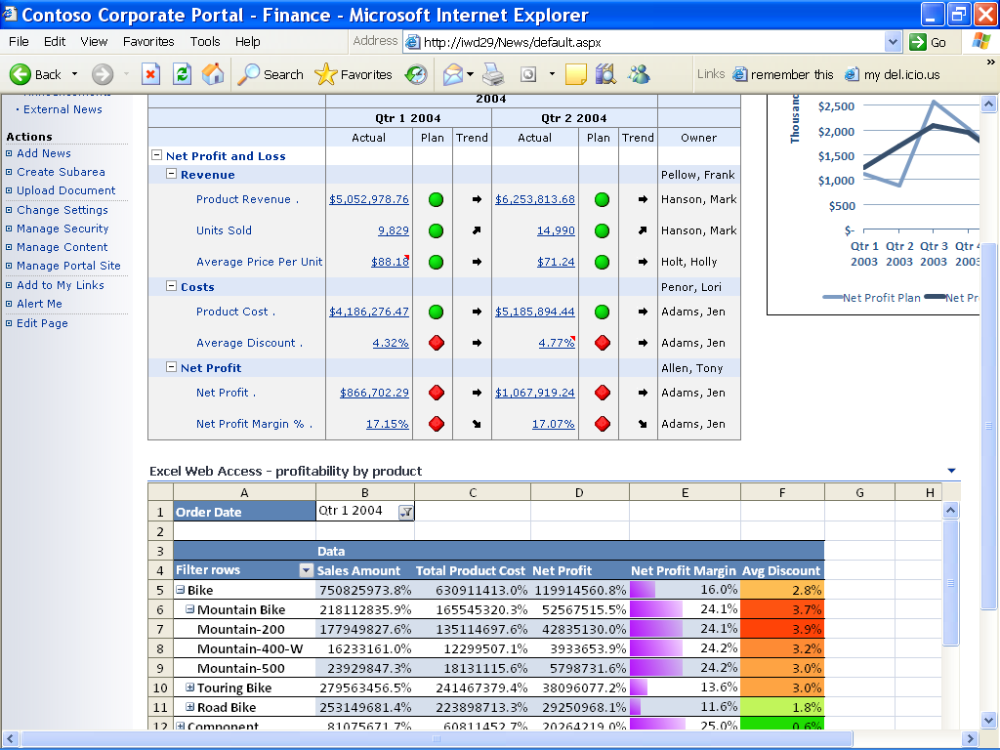 Contoso Corporate Portal - Finance - Microsoft Internet Explorer
File Edit View Favorites Tools Help
Address http://iwd29/News/default.aspx Go
Back Search Favorites Links remember this my del.icio.us »
Announcements
External News
Actions
Add News
Create Subarea
Upload Document
Change Settings
Manage Security
Manage Content
Manage Portal Site
Add to My Links
Alert Me
Edit Page
2004
Qtr 1 2004 Qtr 2 2004
Actual Plan Trend Actual Plan Trend Owner
Net Profit and Loss
Revenue Pellow, Frank
Product Revenue . $5,052,978.76 $6,253,813.68 Hanson, Mark
Units Sold 9,829 14,990 Hanson, Mark
Average Price Per Unit $88.18 $71.24 Holt, Holly
Costs Penor, Lori
Product Cost . $4,186,276.47 $5,185,894.44 Adams, Jen
Average Discount . 4.32% 4.77% Adams, Jen
Net Profit Allen, Tony
Net Profit . $866,702.29 $1,067,919.24 Adams, Jen
Net Profit Margin % . 17.15% 17.07% Adams, Jen
Thousand
$2,500
$2,000
$1,500
$1,000
$500
$-
Qtr 1 Qtr 2 Qtr 3 Qtr 4
2003 2003 2003 2003
Net Profit Plan Net Pr
Excel Web Access - profitability by product
A B C D E F G H
1 Order Date Qtr 1 2004
2
3 Data
4 Filter rows Sales Amount Total Product Cost Net Profit Net Profit Margin Avg Discount
5 Bike 750825973.8% 630911413.0% 119914560.8% 16.0% 2.8%
6 Mountain Bike 218112835.9% 165545320.3% 52567515.5% 24.1% 3.7%
7 Mountain-200 177949827.6% 135114697.6% 42835130.0% 24.1% 3.9%
8 Mountain-400-W 16233161.0% 12299507.1% 3933653.9% 24.2% 3.2%
9 Mountain-500 23929847.3% 18131115.6% 5798731.6% 24.2% 3.0%
10 Touring Bike 279563456.5% 241467379.4% 38096077.2% 13.6% 3.0%
11 Road Bike 253149681.4% 223898713.3% 29250968.1% 11.6% 1.8%
12 Component 81075671.7% 60811452.7% 20264219.0% 25.0% 0.6%